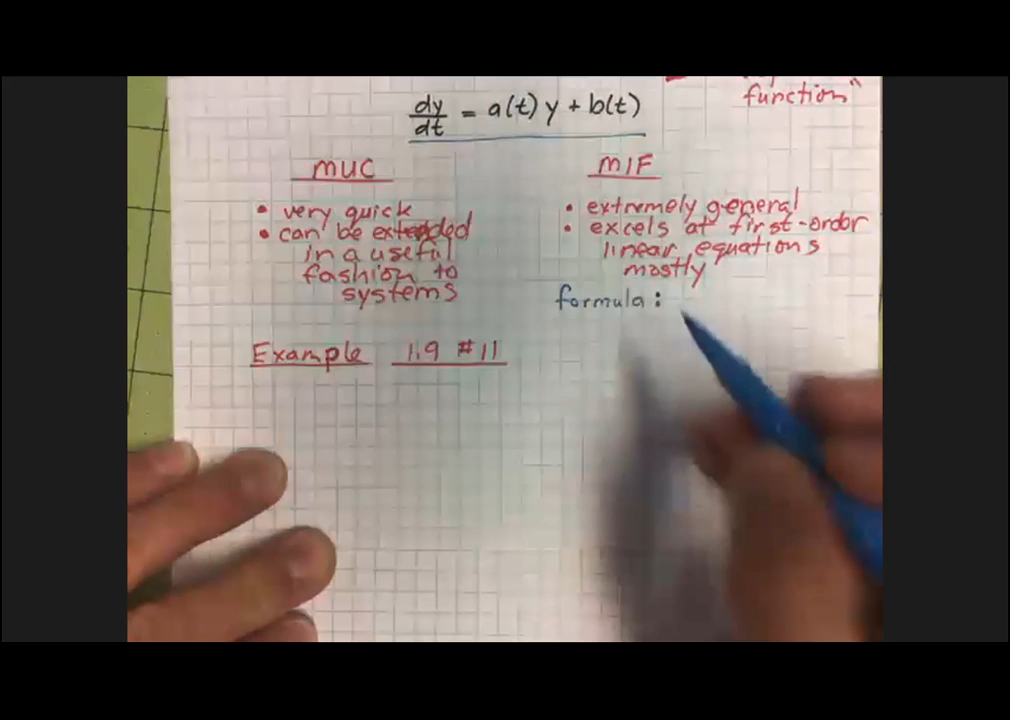 function"
dy/dt = a(t) y + b(t)
MUC
• very quick
• can be extended
in a useful
fashion to
systems
MIF
• extremely general
• excels at first-order
linear equations
mostly
formula:
Example 1.9 #11